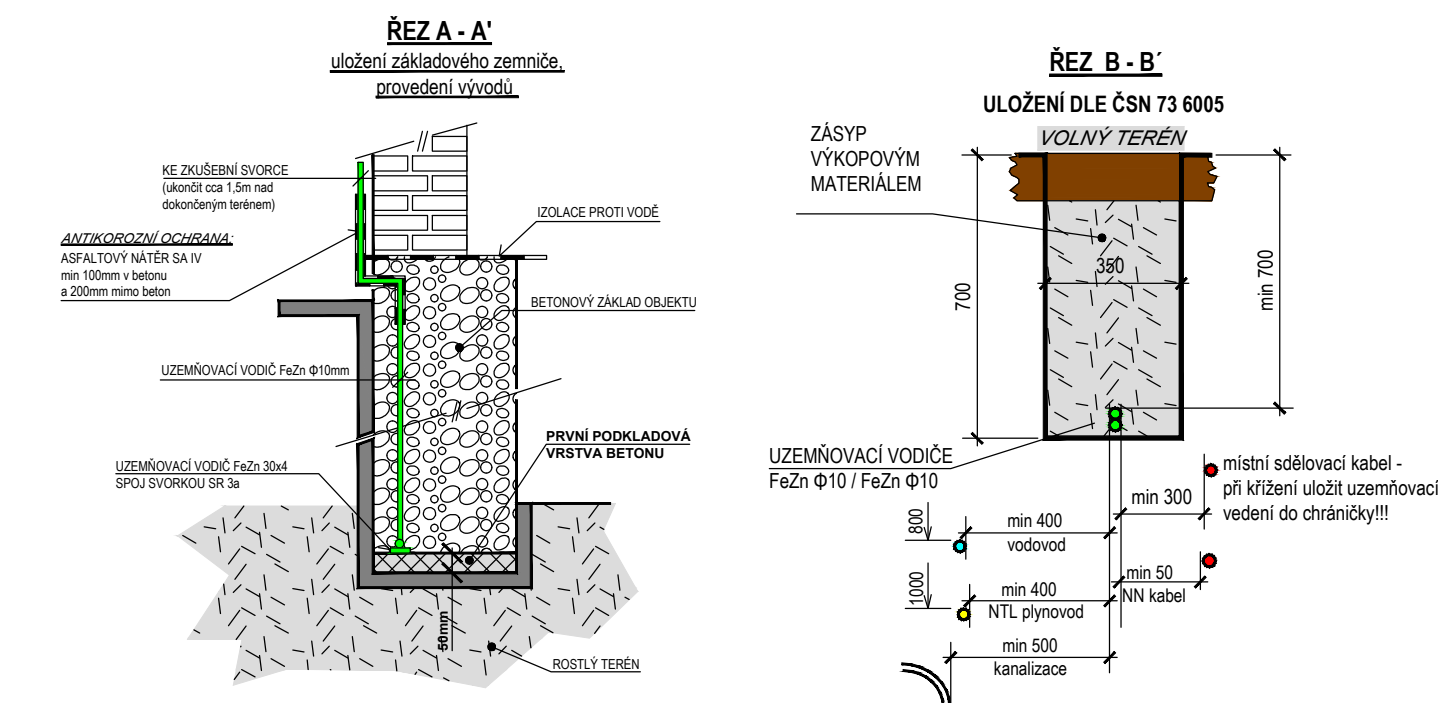 ŘEZ A - A'
uložení základového zemniče,
provedení vývodů
KE ZKUŠEBNÍ SVORCE
(ukončit cca 1,5m nad
dokončeným terénem)
ANTIKOROZNÍ OCHRANA:
ASFALTOVÝ NÁTĚR SA IV
min 100mm v betonu
a 200mm mimo beton
IZOLACE PROTI VODĚ
BETONOVÝ ZÁKLAD OBJEKTU
UZEMŇOVACÍ VODIČ FeZn Φ10mm
PRVNÍ PODKLADOVÁ
VRSTVA BETONU
UZEMŇOVACÍ VODIČ FeZn 30x4
SPOJ SVORKOU SR 3a
50mm
ROSTLÝ TERÉN
ŘEZ B - B´
ULOŽENÍ DLE ČSN 73 6005
VOLNÝ TERÉN
ZÁSYP
VÝKOPOVÝM
MATERIÁLEM
350
700
min 700
UZEMŇOVACÍ VODIČE
FeZn Φ10 / FeZn Φ10
místní sdělovací kabel -
při křížení uložit uzemňovací
vedení do chráničky!!!
min 300
800
min 400
vodovod
min 50
NN kabel
1000
min 400
NTL plynovod
min 500
kanalizace